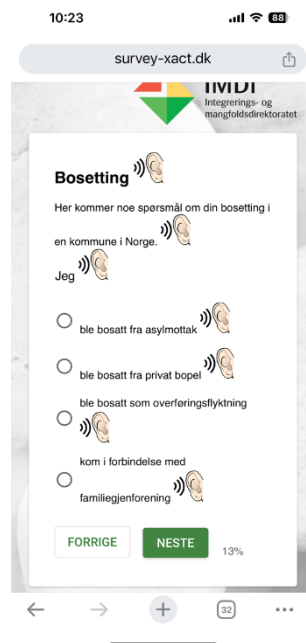 10:23
88
survey-xact.dk
IMDi
Integrerings- og
mangfoldsdirektoratet
Bosetting
Her kommer noe spørsmål om din bosetting i
en kommune i Norge.
Jeg
ble bosatt fra asylmottak
ble bosatt fra privat bopel
ble bosatt som overføringsflyktning
kom i forbindelse med
familiegjenforening
FORRIGE
NESTE
13%
32